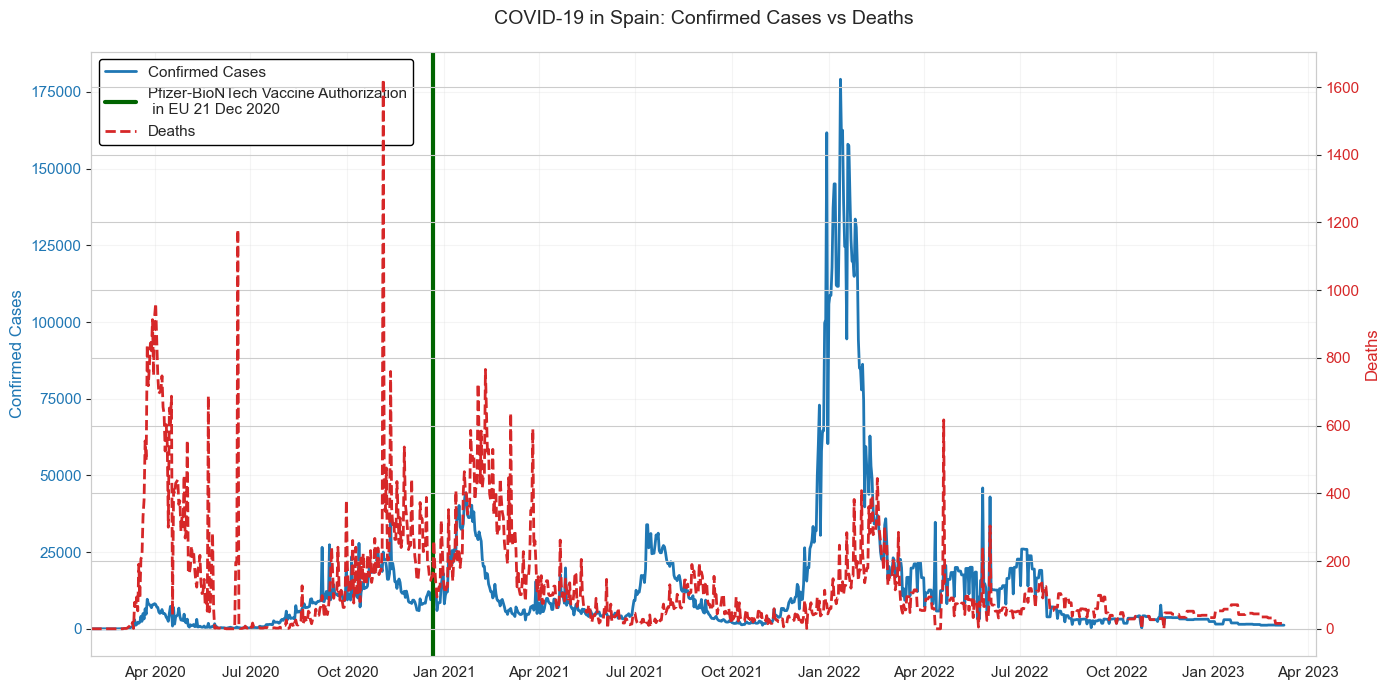 COVID-19 in Spain: Confirmed Cases vs Deaths
Confirmed Cases
Pfizer-BioNTech Vaccine Authorization
in EU 21 Dec 2020
Deaths
175000
150000
125000
100000
75000
50000
25000
0
Confirmed Cases
1600
1400
1200
1000
800
600
400
200
0
Deaths
Apr 2020
Jul 2020
Oct 2020
Jan 2021
Apr 2021
Jul 2021
Oct 2021
Jan 2022
Apr 2022
Jul 2022
Oct 2022
Jan 2023
Apr 2023